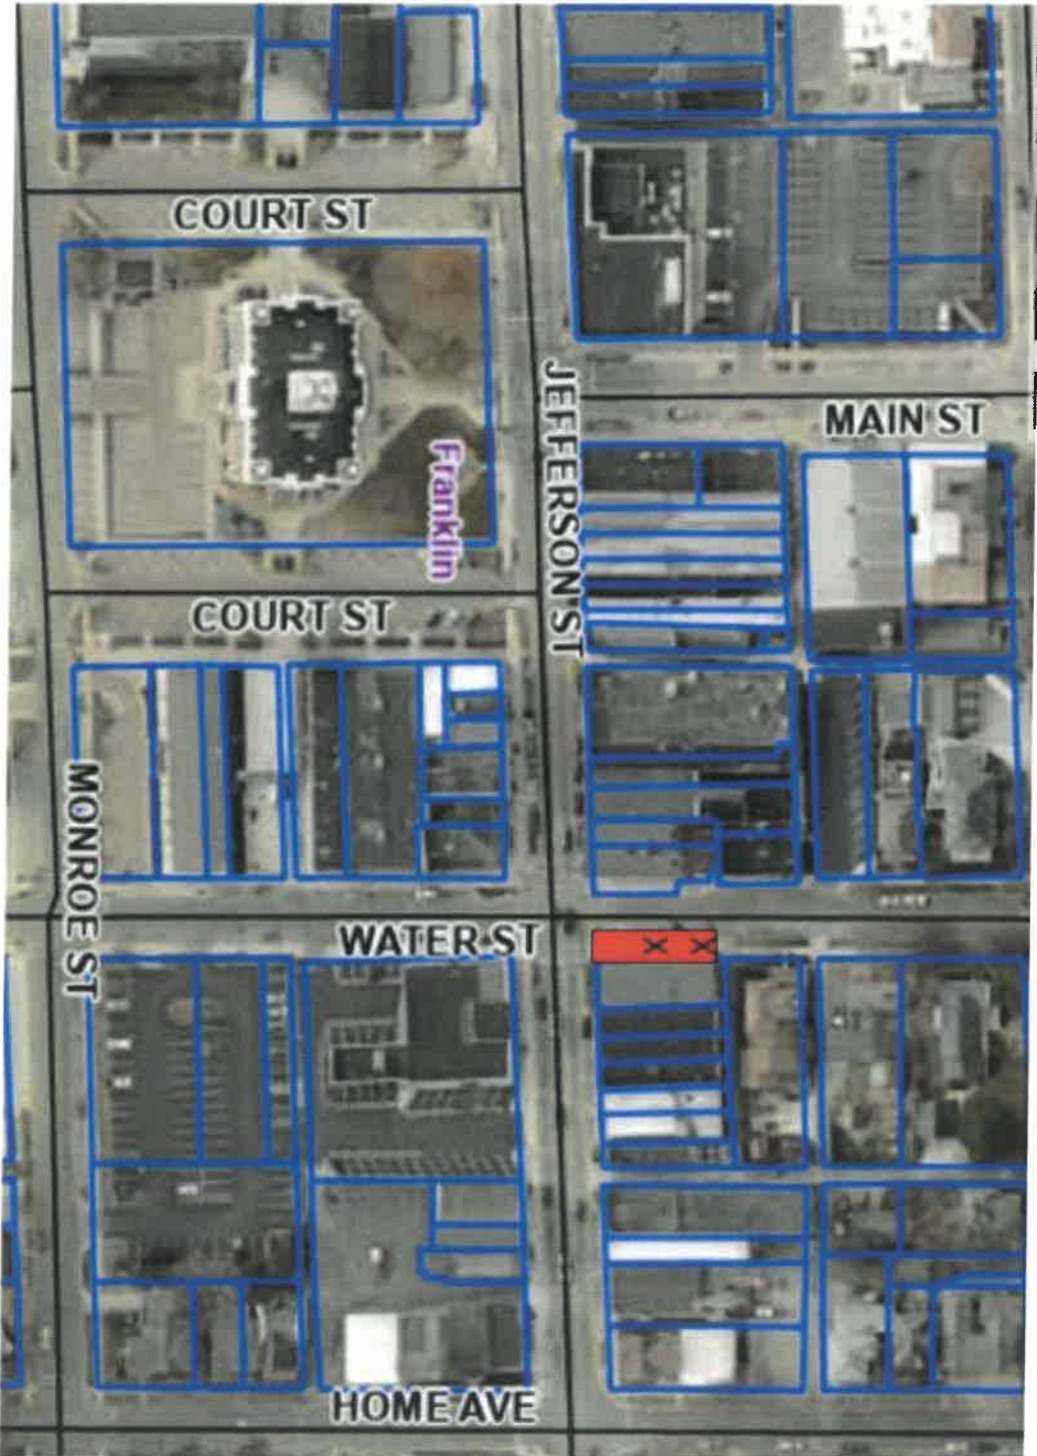 COURT ST
MAIN ST
JEFFERSON ST
Franklin
COURT ST
MONROE ST
WATER ST
HOME AVE